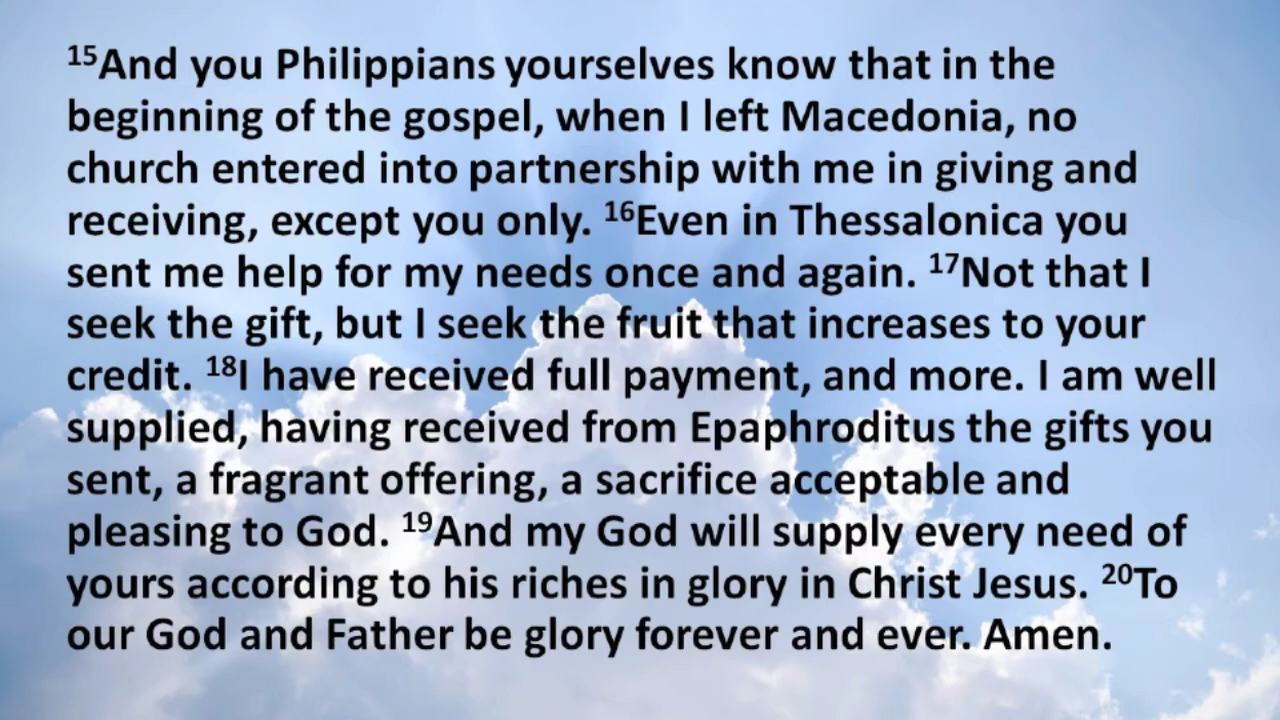 15And you Philippians yourselves know that in the
beginning of the gospel, when I left Macedonia, no
church entered into partnership with me in giving and
receiving, except you only. 16Even in Thessalonica you
sent me help for my needs once and again. 17Not that I
seek the gift, but I seek the fruit that increases to your
credit. 18I have received full payment, and more. I am well
supplied, having received from Epaphroditus the gifts you
sent, a fragrant offering, a sacrifice acceptable and
pleasing to God. 19And my God will supply every need of
yours according to his riches in glory in Christ Jesus. 20To
our God and Father be glory forever and ever. Amen.